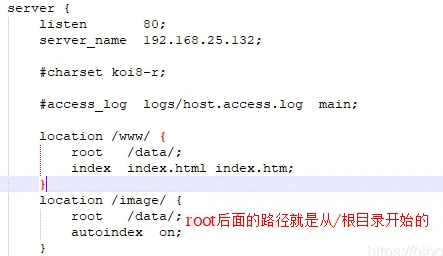 server {
listen 80;
server_name 192.168.25.132;
#charset koi8-r;
#access_log logs/host.access.log main;
location /www/ {
root /data/;
index index.html index.htm;
}
location /image/ {
root /data/; root后面的路径就是从/根目录开始的
autoindex on;
}